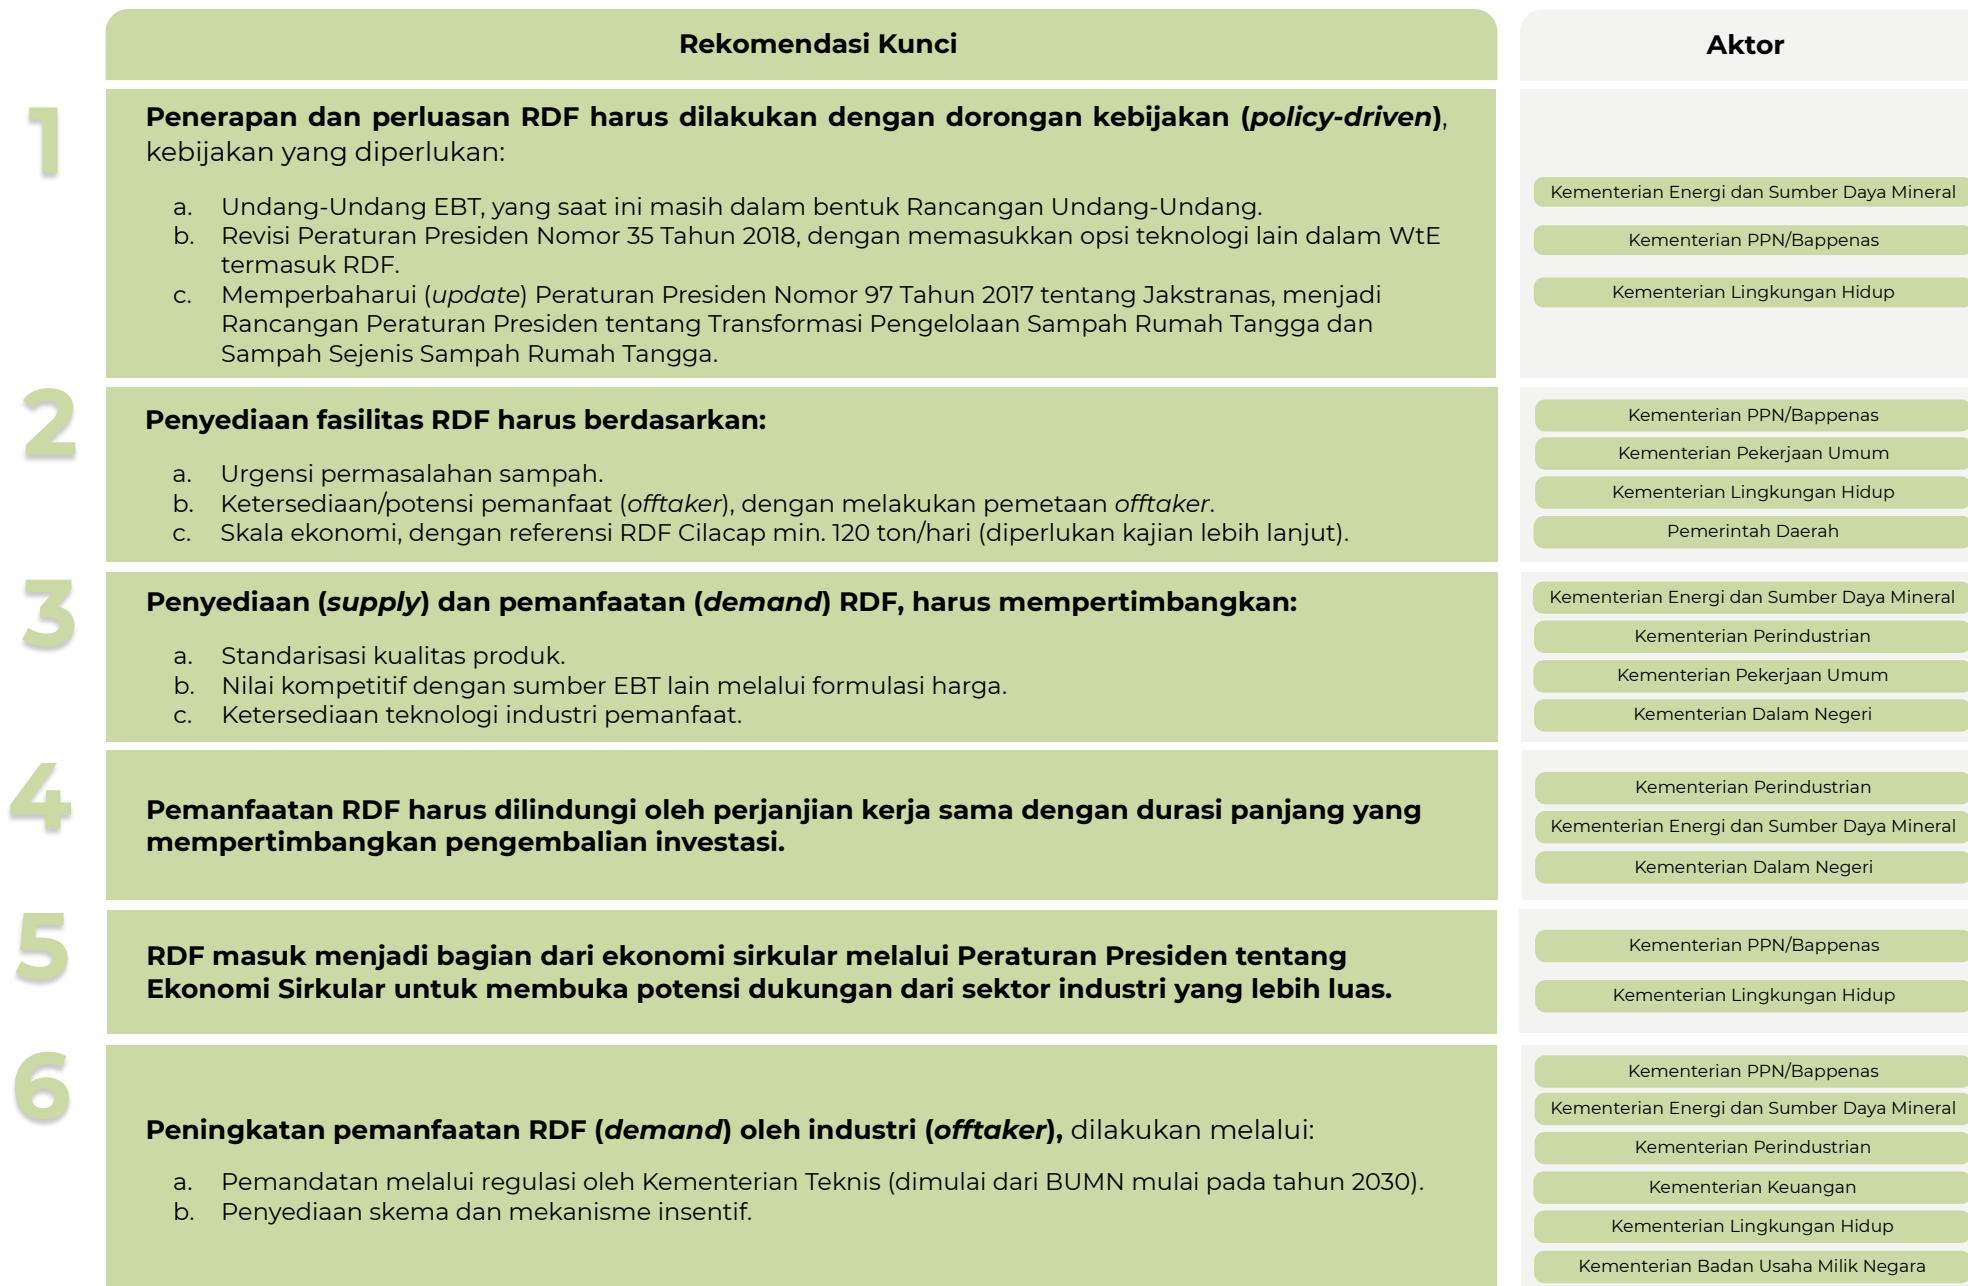 Rekomendasi Kunci
Aktor
1
Penerapan dan perluasan RDF harus dilakukan dengan dorongan kebijakan (policy-driven),
kebijakan yang diperlukan:
a. Undang-Undang EBT, yang saat ini masih dalam bentuk Rancangan Undang-Undang.
b. Revisi Peraturan Presiden Nomor 35 Tahun 2018, dengan memasukkan opsi teknologi lain dalam WtE
termasuk RDF.
c. Memperbaharui (update) Peraturan Presiden Nomor 97 Tahun 2017 tentang Jakstranas, menjadi
Rancangan Peraturan Presiden tentang Transformasi Pengelolaan Sampah Rumah Tangga dan
Sampah Sejenis Sampah Rumah Tangga.
Kementerian Energi dan Sumber Daya Mineral
Kementerian PPN/Bappenas
Kementerian Lingkungan Hidup
2
Penyediaan fasilitas RDF harus berdasarkan:
a. Urgensi permasalahan sampah.
b. Ketersediaan/potensi pemanfaat (offtaker), dengan melakukan pemetaan offtaker.
c. Skala ekonomi, dengan referensi RDF Cilacap min. 120 ton/hari (diperlukan kajian lebih lanjut).
Kementerian PPN/Bappenas
Kementerian Pekerjaan Umum
Kementerian Lingkungan Hidup
Pemerintah Daerah
3
Penyediaan (supply) dan pemanfaatan (demand) RDF, harus mempertimbangkan:
a. Standarisasi kualitas produk.
b. Nilai kompetitif dengan sumber EBT lain melalui formulasi harga.
c. Ketersediaan teknologi industri pemanfaat.
Kementerian Energi dan Sumber Daya Mineral
Kementerian Perindustrian
Kementerian Pekerjaan Umum
Kementerian Dalam Negeri
4
Pemanfaatan RDF harus dilindungi oleh perjanjian kerja sama dengan durasi panjang yang
mempertimbangkan pengembalian investasi.
Kementerian Perindustrian
Kementerian Energi dan Sumber Daya Mineral
Kementerian Dalam Negeri
5
RDF masuk menjadi bagian dari ekonomi sirkular melalui Peraturan Presiden tentang
Ekonomi Sirkular untuk membuka potensi dukungan dari sektor industri yang lebih luas.
Kementerian PPN/Bappenas
Kementerian Lingkungan Hidup
6
Peningkatan pemanfaatan RDF (demand) oleh industri (offtaker), dilakukan melalui:
a. Pemandatan melalui regulasi oleh Kementerian Teknis (dimulai dari BUMN mulai pada tahun 2030).
b. Penyediaan skema dan mekanisme insentif.
Kementerian PPN/Bappenas
Kementerian Energi dan Sumber Daya Mineral
Kementerian Perindustrian
Kementerian Keuangan
Kementerian Lingkungan Hidup
Kementerian Badan Usaha Milik Negara